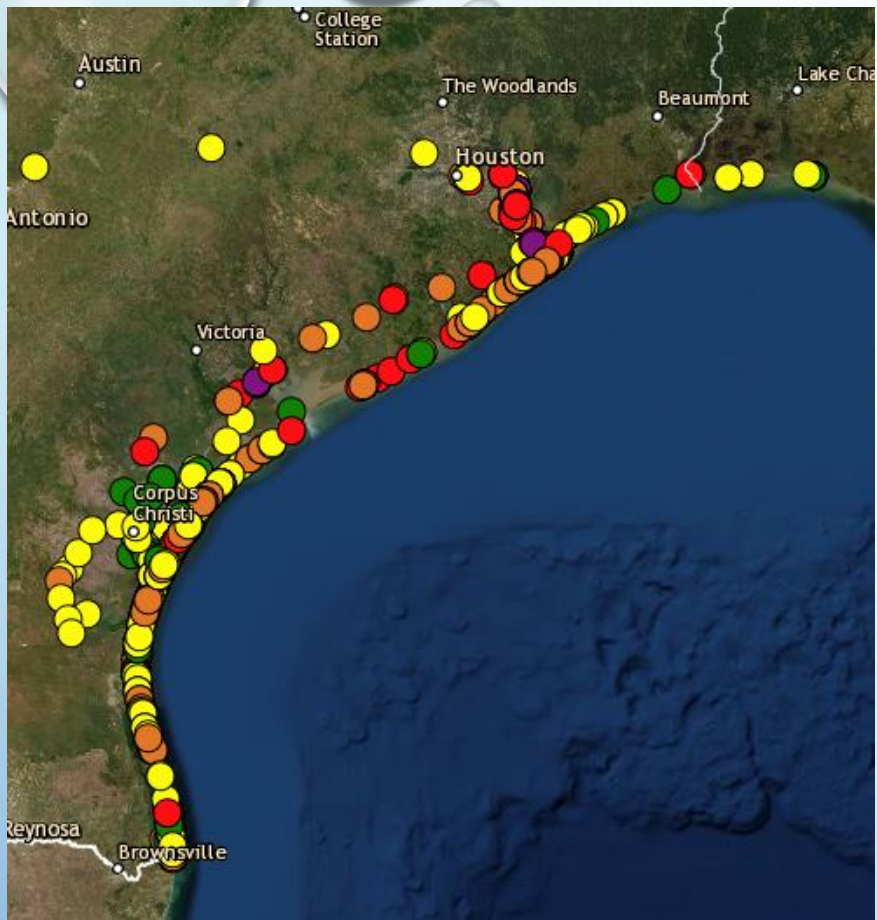 College
Station
Austin
The Woodlands
Lake Cha
Beaumont
Houston
Antonio
Victoria
Corpus
Christi
Reynosa
Brownsville